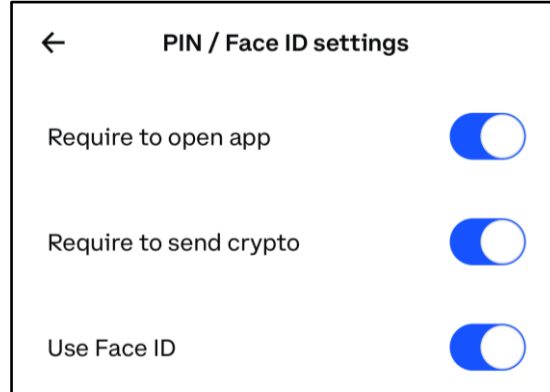 PIN / Face ID settings
Require to open app
Require to send crypto
Use Face ID